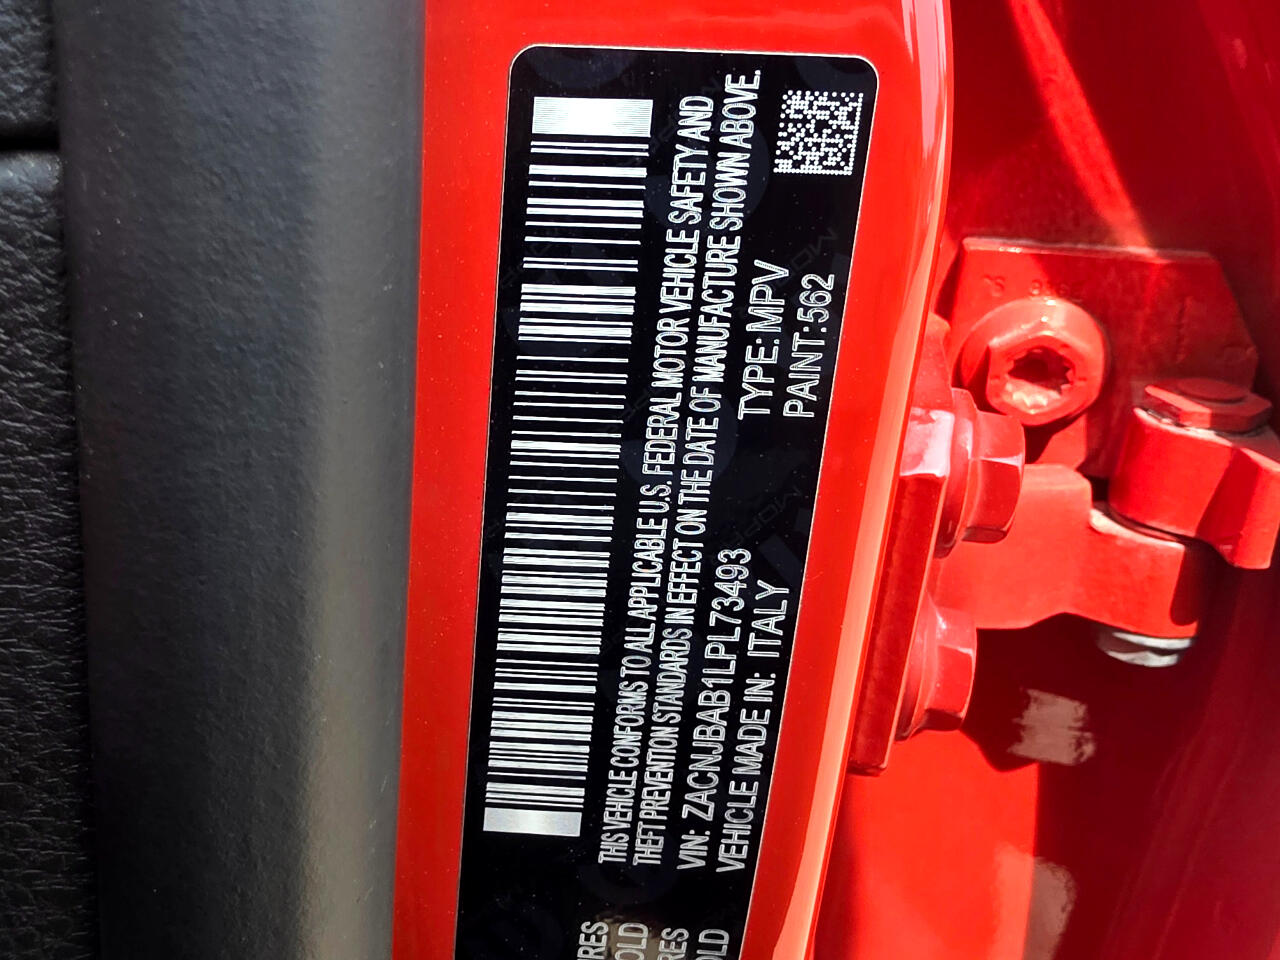 THIS VEHICLE CONFORMS TO ALL APPLICABLE U.S. FEDERAL MOTOR VEHICLE SAFETY AND
THEFT PREVENTION STANDARDS IN EFFECT ON THE DATE OF MANUFACTURE SHOWN ABOVE.
VIN: ZACNJBAB1LPL73493 TYPE: MPV
VEHICLE MADE IN: ITALY PAINT: 562